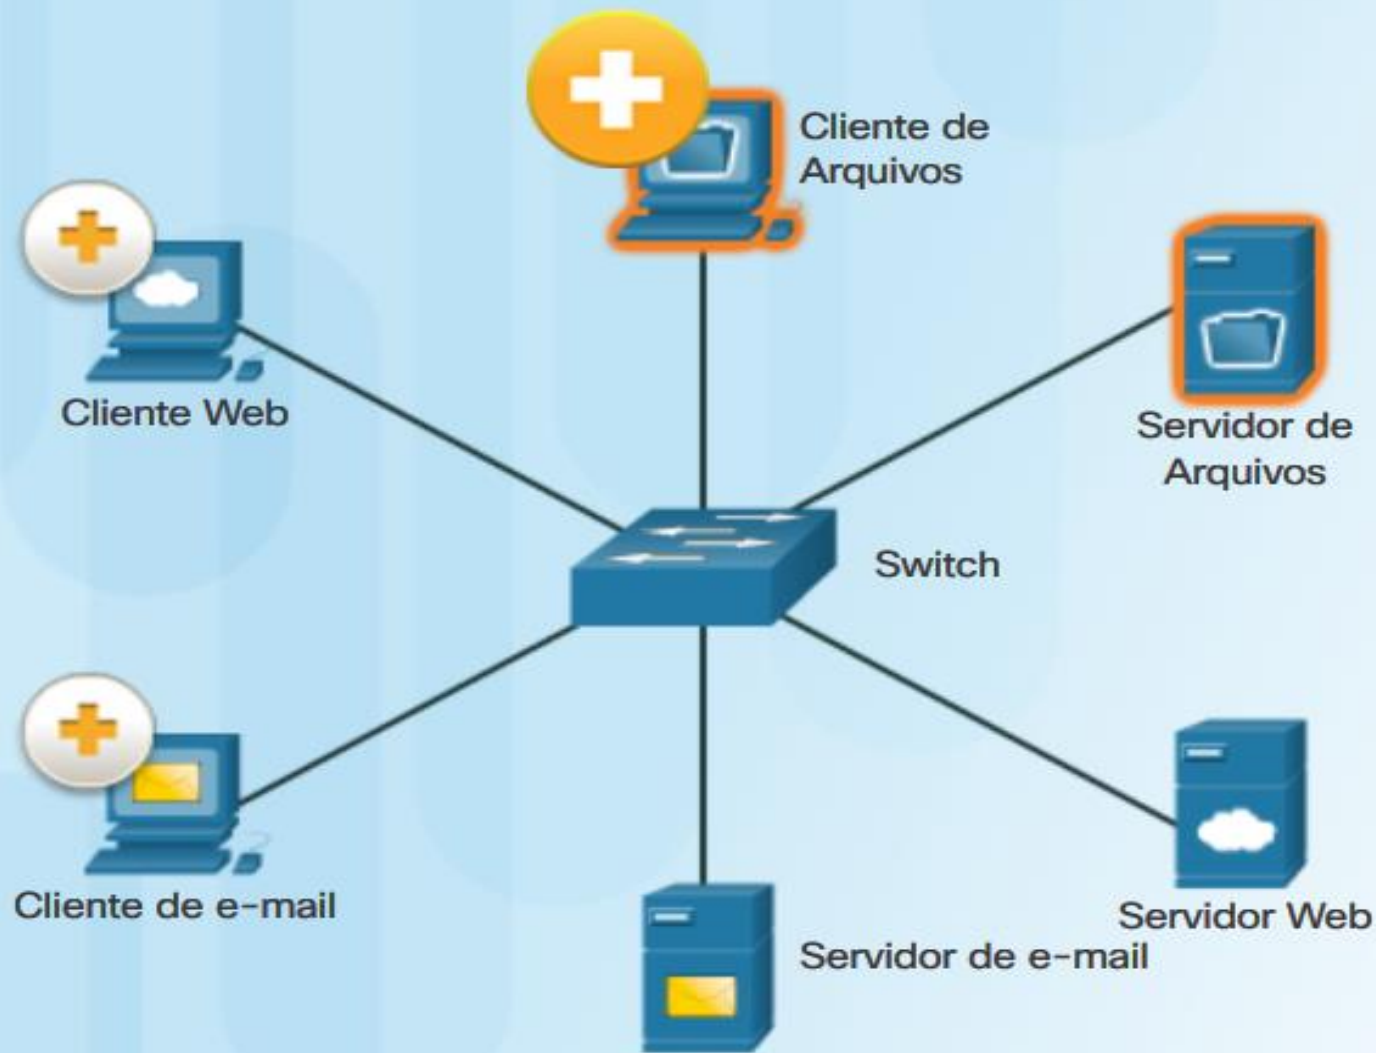 Cliente de
Arquivos
Cliente Web
Servidor de
Arquivos
Switch
Cliente de e-mail
Servidor Web
Servidor de e-mail